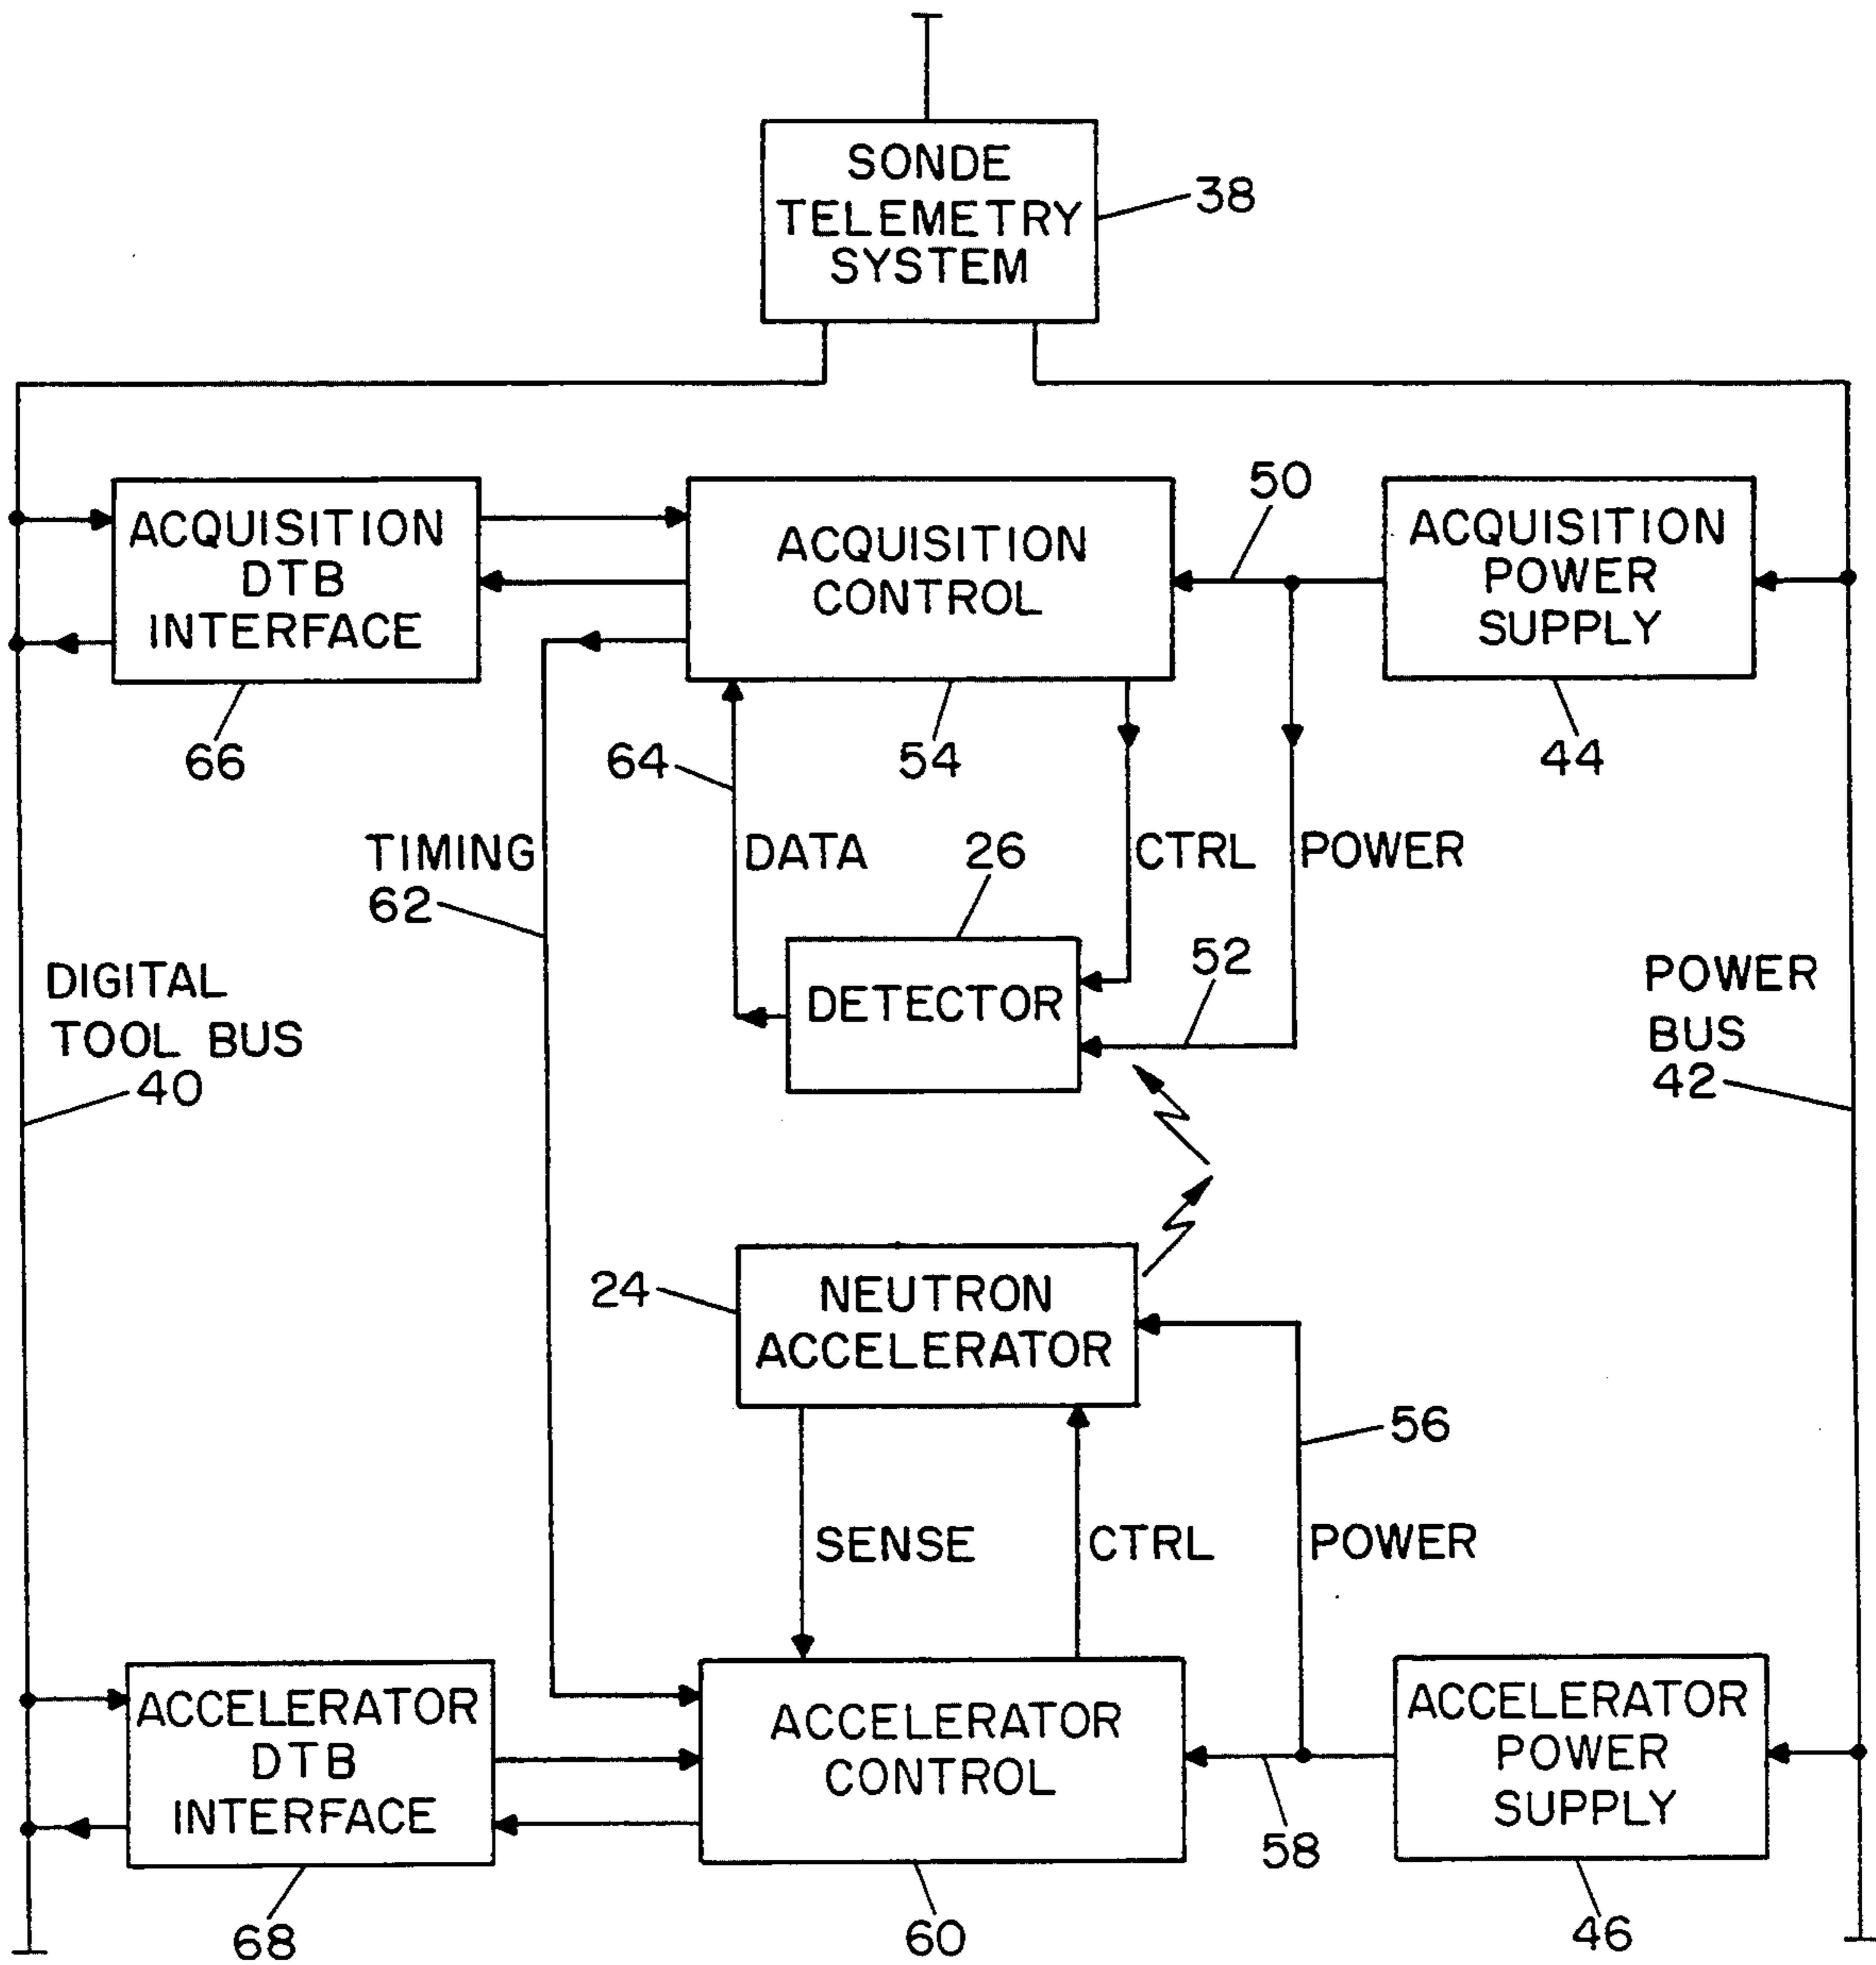 SONDE
TELEMETRY
SYSTEM
38
50
ACQUISITION
DTB
INTERFACE
ACQUISITION
CONTROL
ACQUISITION
POWER
SUPPLY
66
64
54
44
TIMING
62
DATA
26
CTRL
POWER
DIGITAL
TOOL BUS
40
DETECTOR
52
POWER
BUS
42
24
NEUTRON
ACCELERATOR
56
SENSE
CTRL
POWER
ACCELERATOR
DTB
INTERFACE
ACCELERATOR
CONTROL
58
ACCELERATOR
POWER
SUPPLY
68
60
46